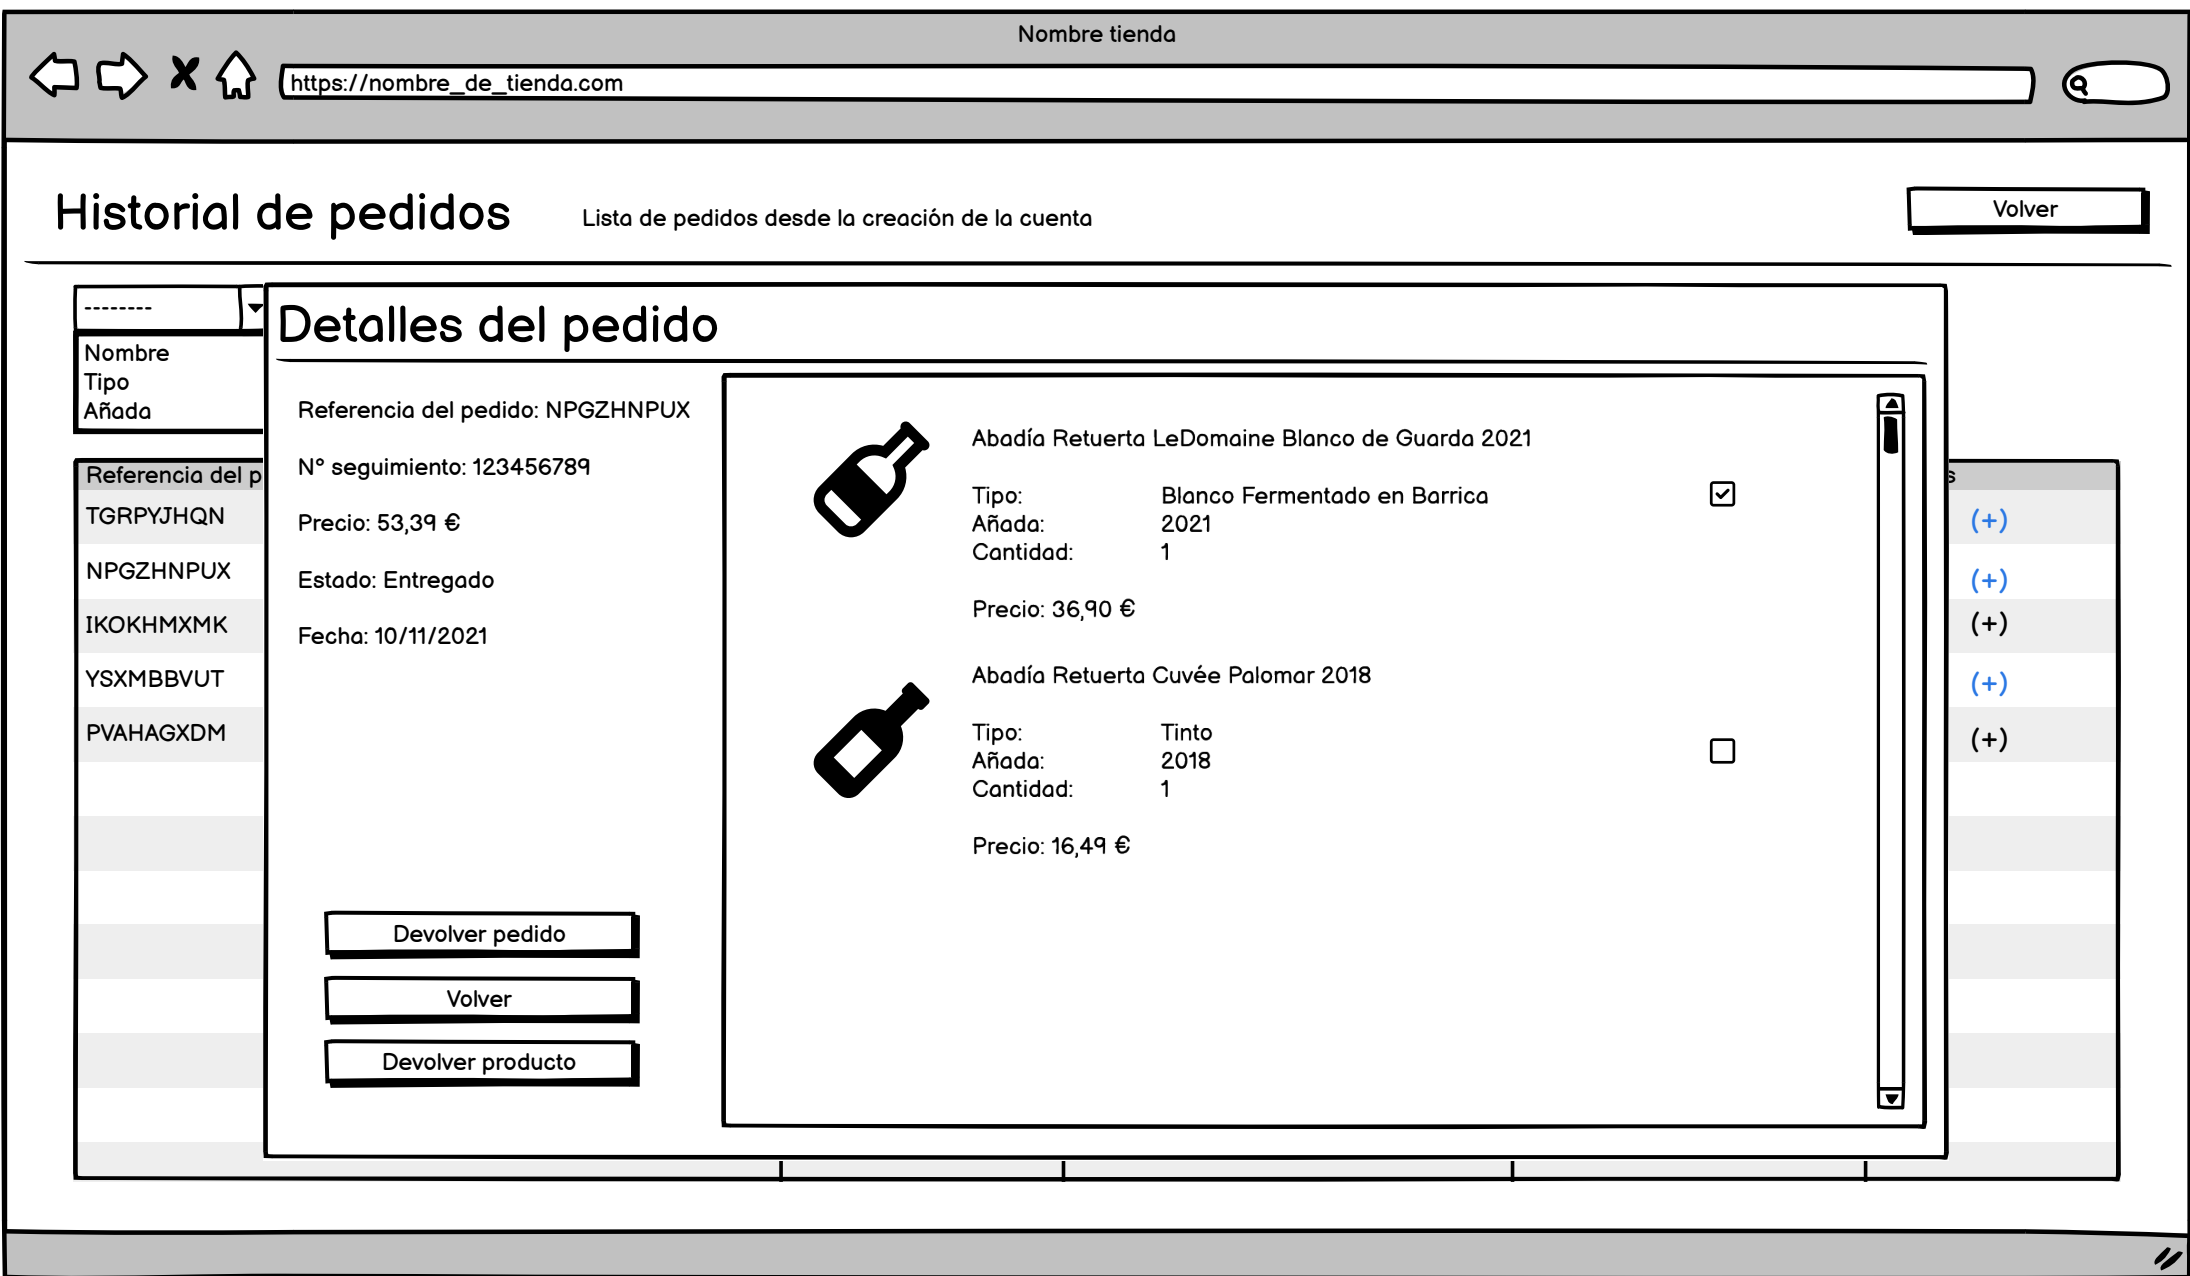 Nombre tienda
https://nombre_de_tienda.com
Historial de pedidos
Lista de pedidos desde la creación de la cuenta
Volver
--------
Nombre
Tipo
Añada
Detalles del pedido
Referencia del pedido: NPGZHNPUX
Nº seguimiento: 123456789
Precio: 53,39 €
Estado: Entregado
Fecha: 10/11/2021
Devolver pedido
Volver
Devolver producto
Abadía Retuerta LeDomaine Blanco de Guarda 2021
Tipo: Blanco Fermentado en Barrica
Añada: 2021
Cantidad: 1
Precio: 36,90 €
Abadía Retuerta Cuvée Palomar 2018
Tipo: Tinto
Añada: 2018
Cantidad: 1
Precio: 16,49 €
Referencia del p
s
TGRPYJHQN
(+)
NPGZHNPUX
(+)
IKOKHMXMK
(+)
YSXMBBVUT
(+)
PVAHAGXDM
(+)